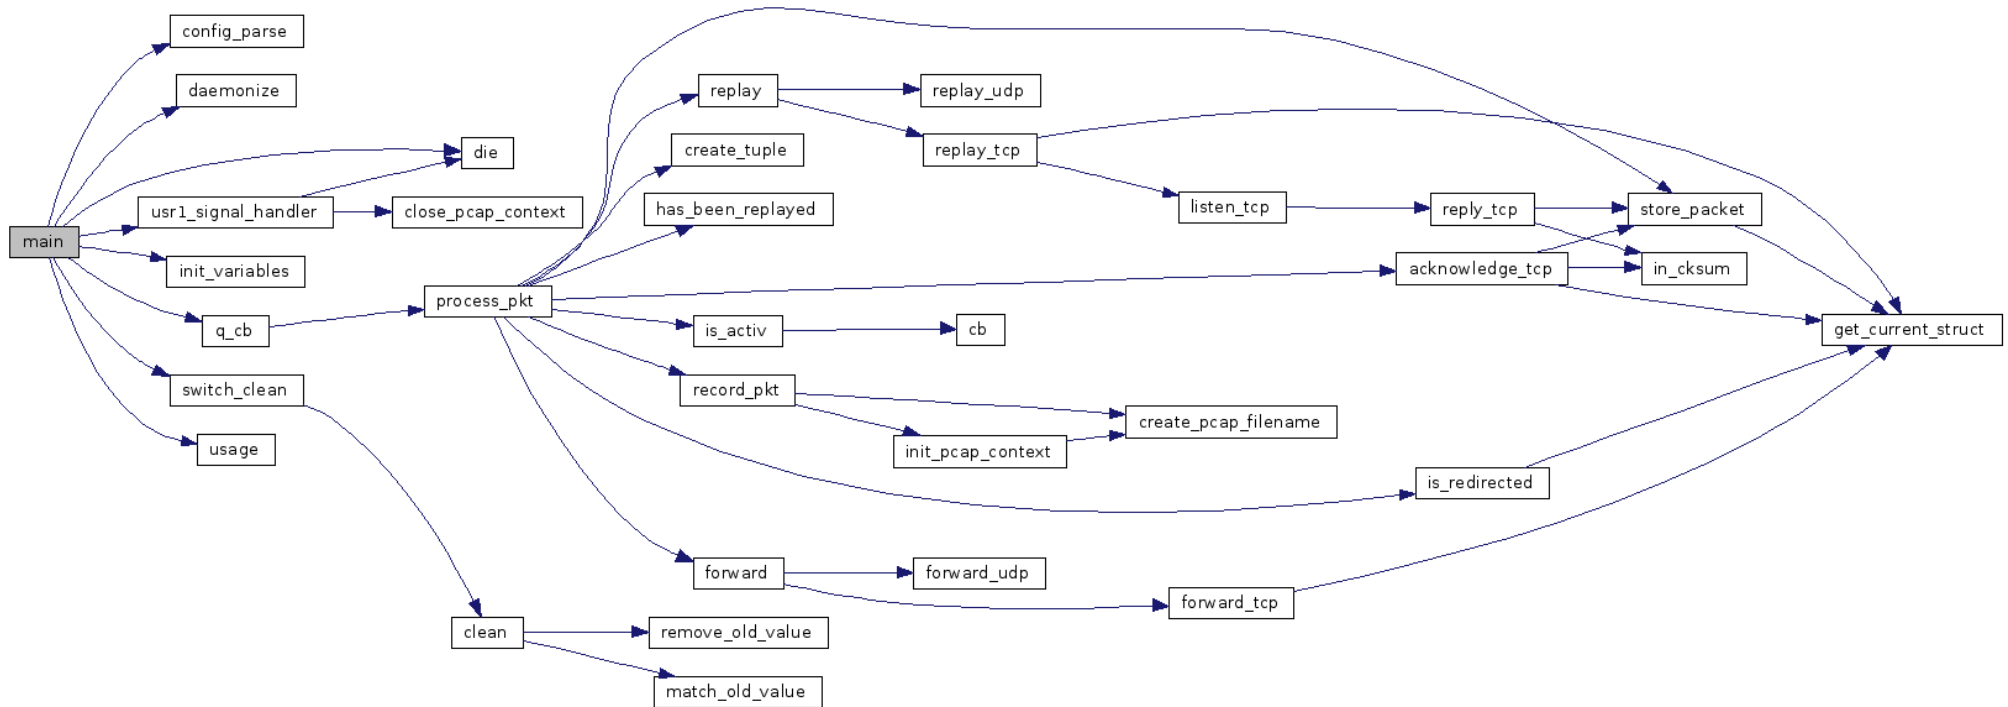 config_parse
daemonize
replay
replay_udp
die
create_tuple
replay_tcp
usr1_signal_handler
close_pcap_context
has_been_replayed
listen_tcp
reply_tcp
store_packet
main
init_variables
acknowledge_tcp
in_cksum
process_pkt
q_cb
is_activ
cb
get_current_struct
switch_clean
record_pkt
create_pcap_filename
usage
init_pcap_context
is_redirected
forward
forward_udp
forward_tcp
clean
remove_old_value
match_old_value